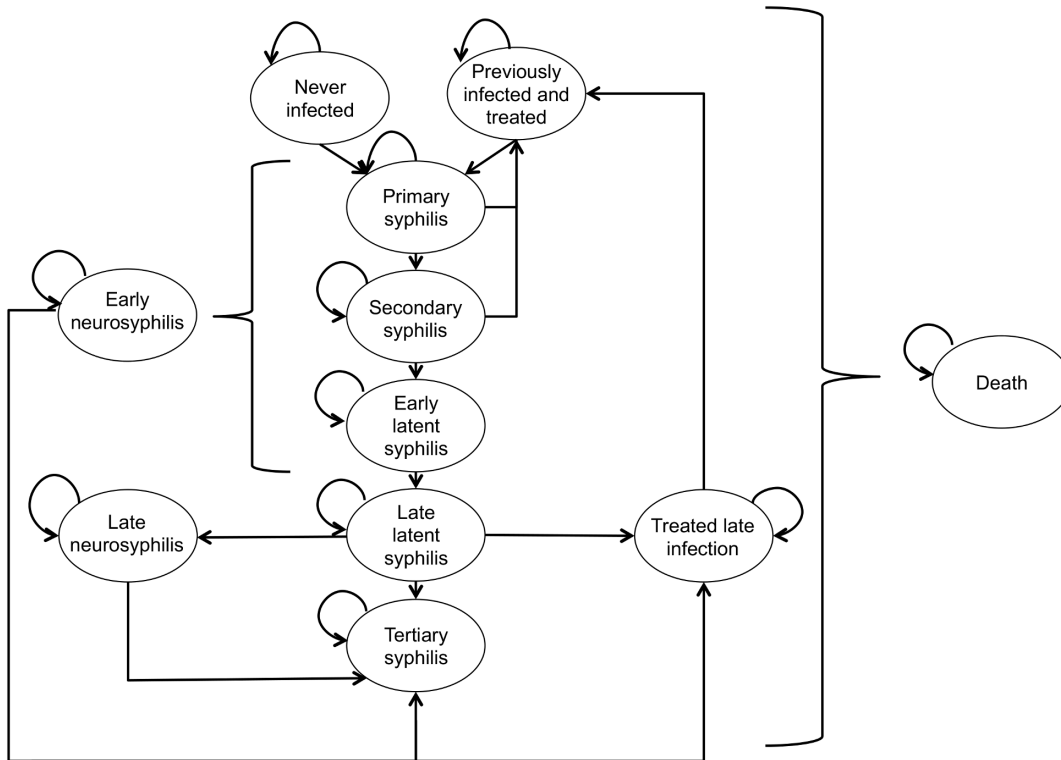 Never
infected
Previously
infected and
treated
Primary
syphilis
Early
neurosyphilis
Secondary
syphilis
Death
Early
latent
syphilis
Late
neurosyphilis
Late
latent
syphilis
Treated late
infection
Tertiary
syphilis